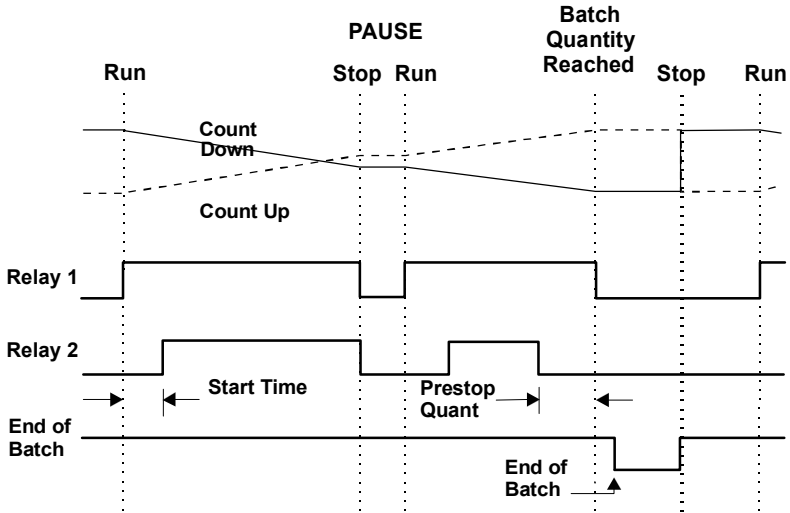 PAUSE
Batch
Quantity
Reached
Run
Stop Run
Stop
Run
Count
Down
Count Up
Relay 1
Relay 2
Start Time
Prestop
Quant
End of
Batch
End of
Batch